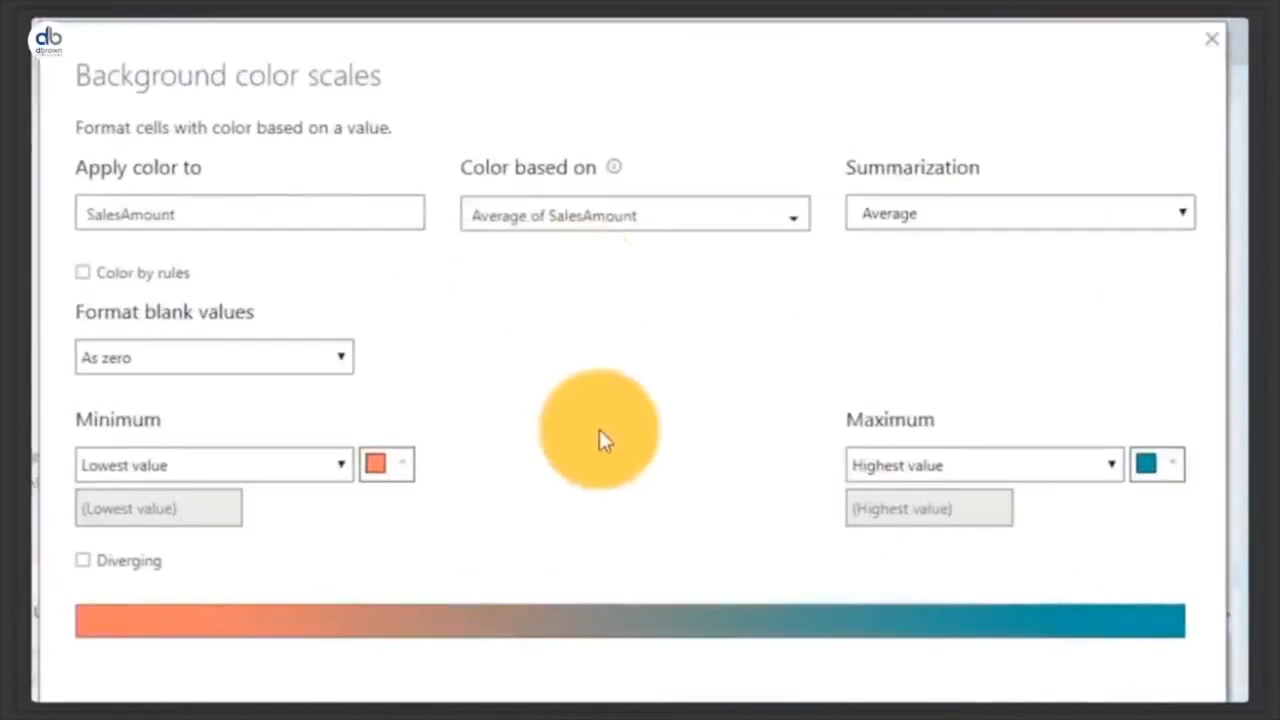 db
dbrown
Background color scales
Format cells with color based on a value.
Apply color to
Color based on
Summarization
SalesAmount
Average of SalesAmount
Average
Color by rules
Format blank values
As zero
Minimum
Maximum
Lowest value
Highest value
(Lowest value)
(Highest value)
Diverging